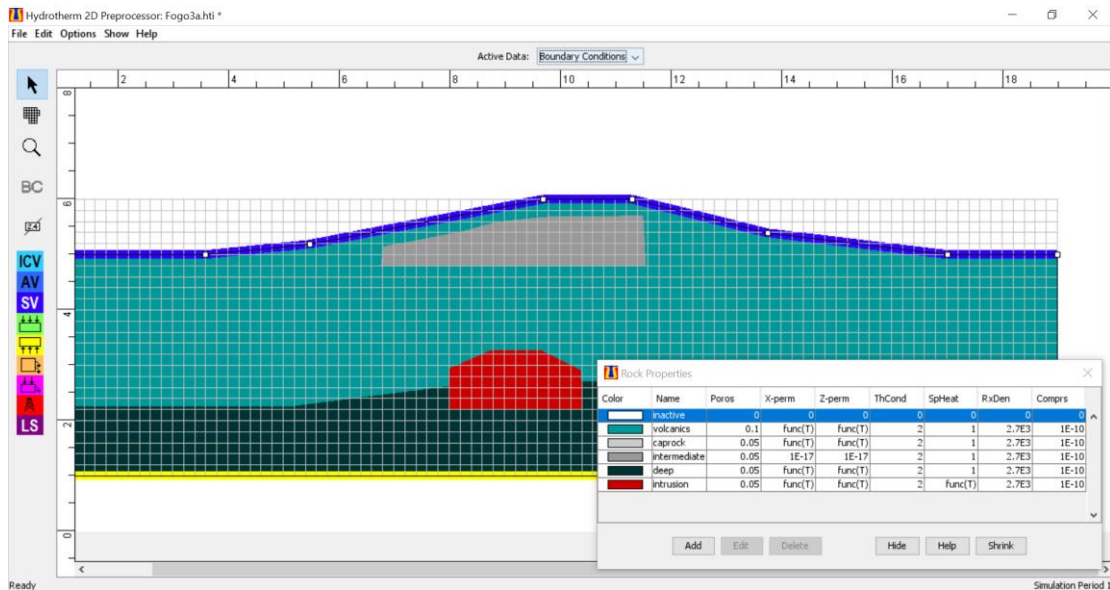 Hydrotherm 2D Preprocessor: Fogo3a.hti *
File Edit Options Show Help
Active Data: Boundary Conditions
2 4 6 8 10 12 14 16 18
8
6
4
2
0
BC
ICV
AV
SV
A
LS
Rock Properties
Color Name Poros X-perm Z-perm ThCond SpHeat RxDen Comprs
inactive 0 0 0 0 0 0 0
volcanics 0.1 func(T) func(T) 2 1 2.7E3 1E-10
caprock 0.05 func(T) func(T) 2 1 2.7E3 1E-10
intermediate 0.05 1E-17 1E-17 2 1 2.7E3 1E-10
deep 0.05 func(T) func(T) 2 1 2.7E3 1E-10
intrusion 0.05 func(T) func(T) 2 func(T) 2.7E3 1E-10
Add Edit Delete Hide Help Shrink
Ready Simulation Period 1